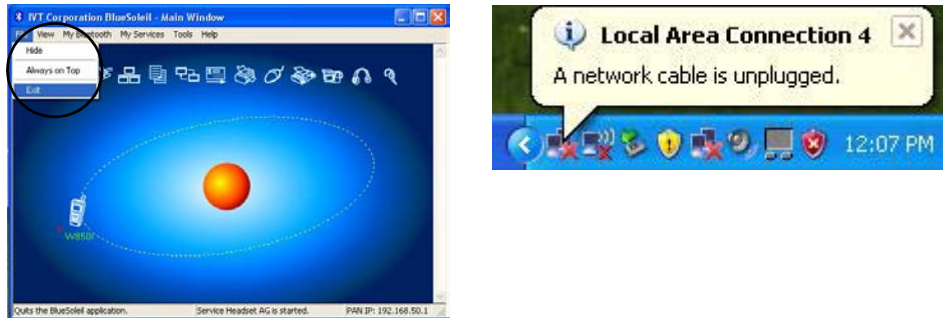 IVT Corporation BlueSoleil - Main Window
View My Bluetooth My Services Tools Help
Hide
Always on Top
Exit
W850i
Quits the BlueSoleil application. Service Headset AG is started. PAN IP: 192.168.50.1
Local Area Connection 4
A network cable is unplugged.
12:07 PM